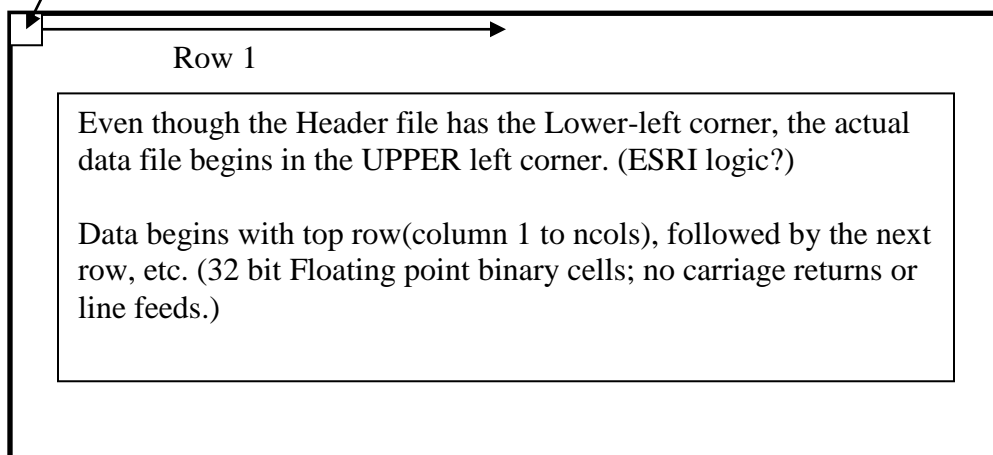 Row 1
Even though the Header file has the Lower-left corner, the actual
data file begins in the UPPER left corner. (ESRI logic?)
Data begins with top row(column 1 to ncols), followed by the next
row, etc. (32 bit Floating point binary cells; no carriage returns or
line feeds.)